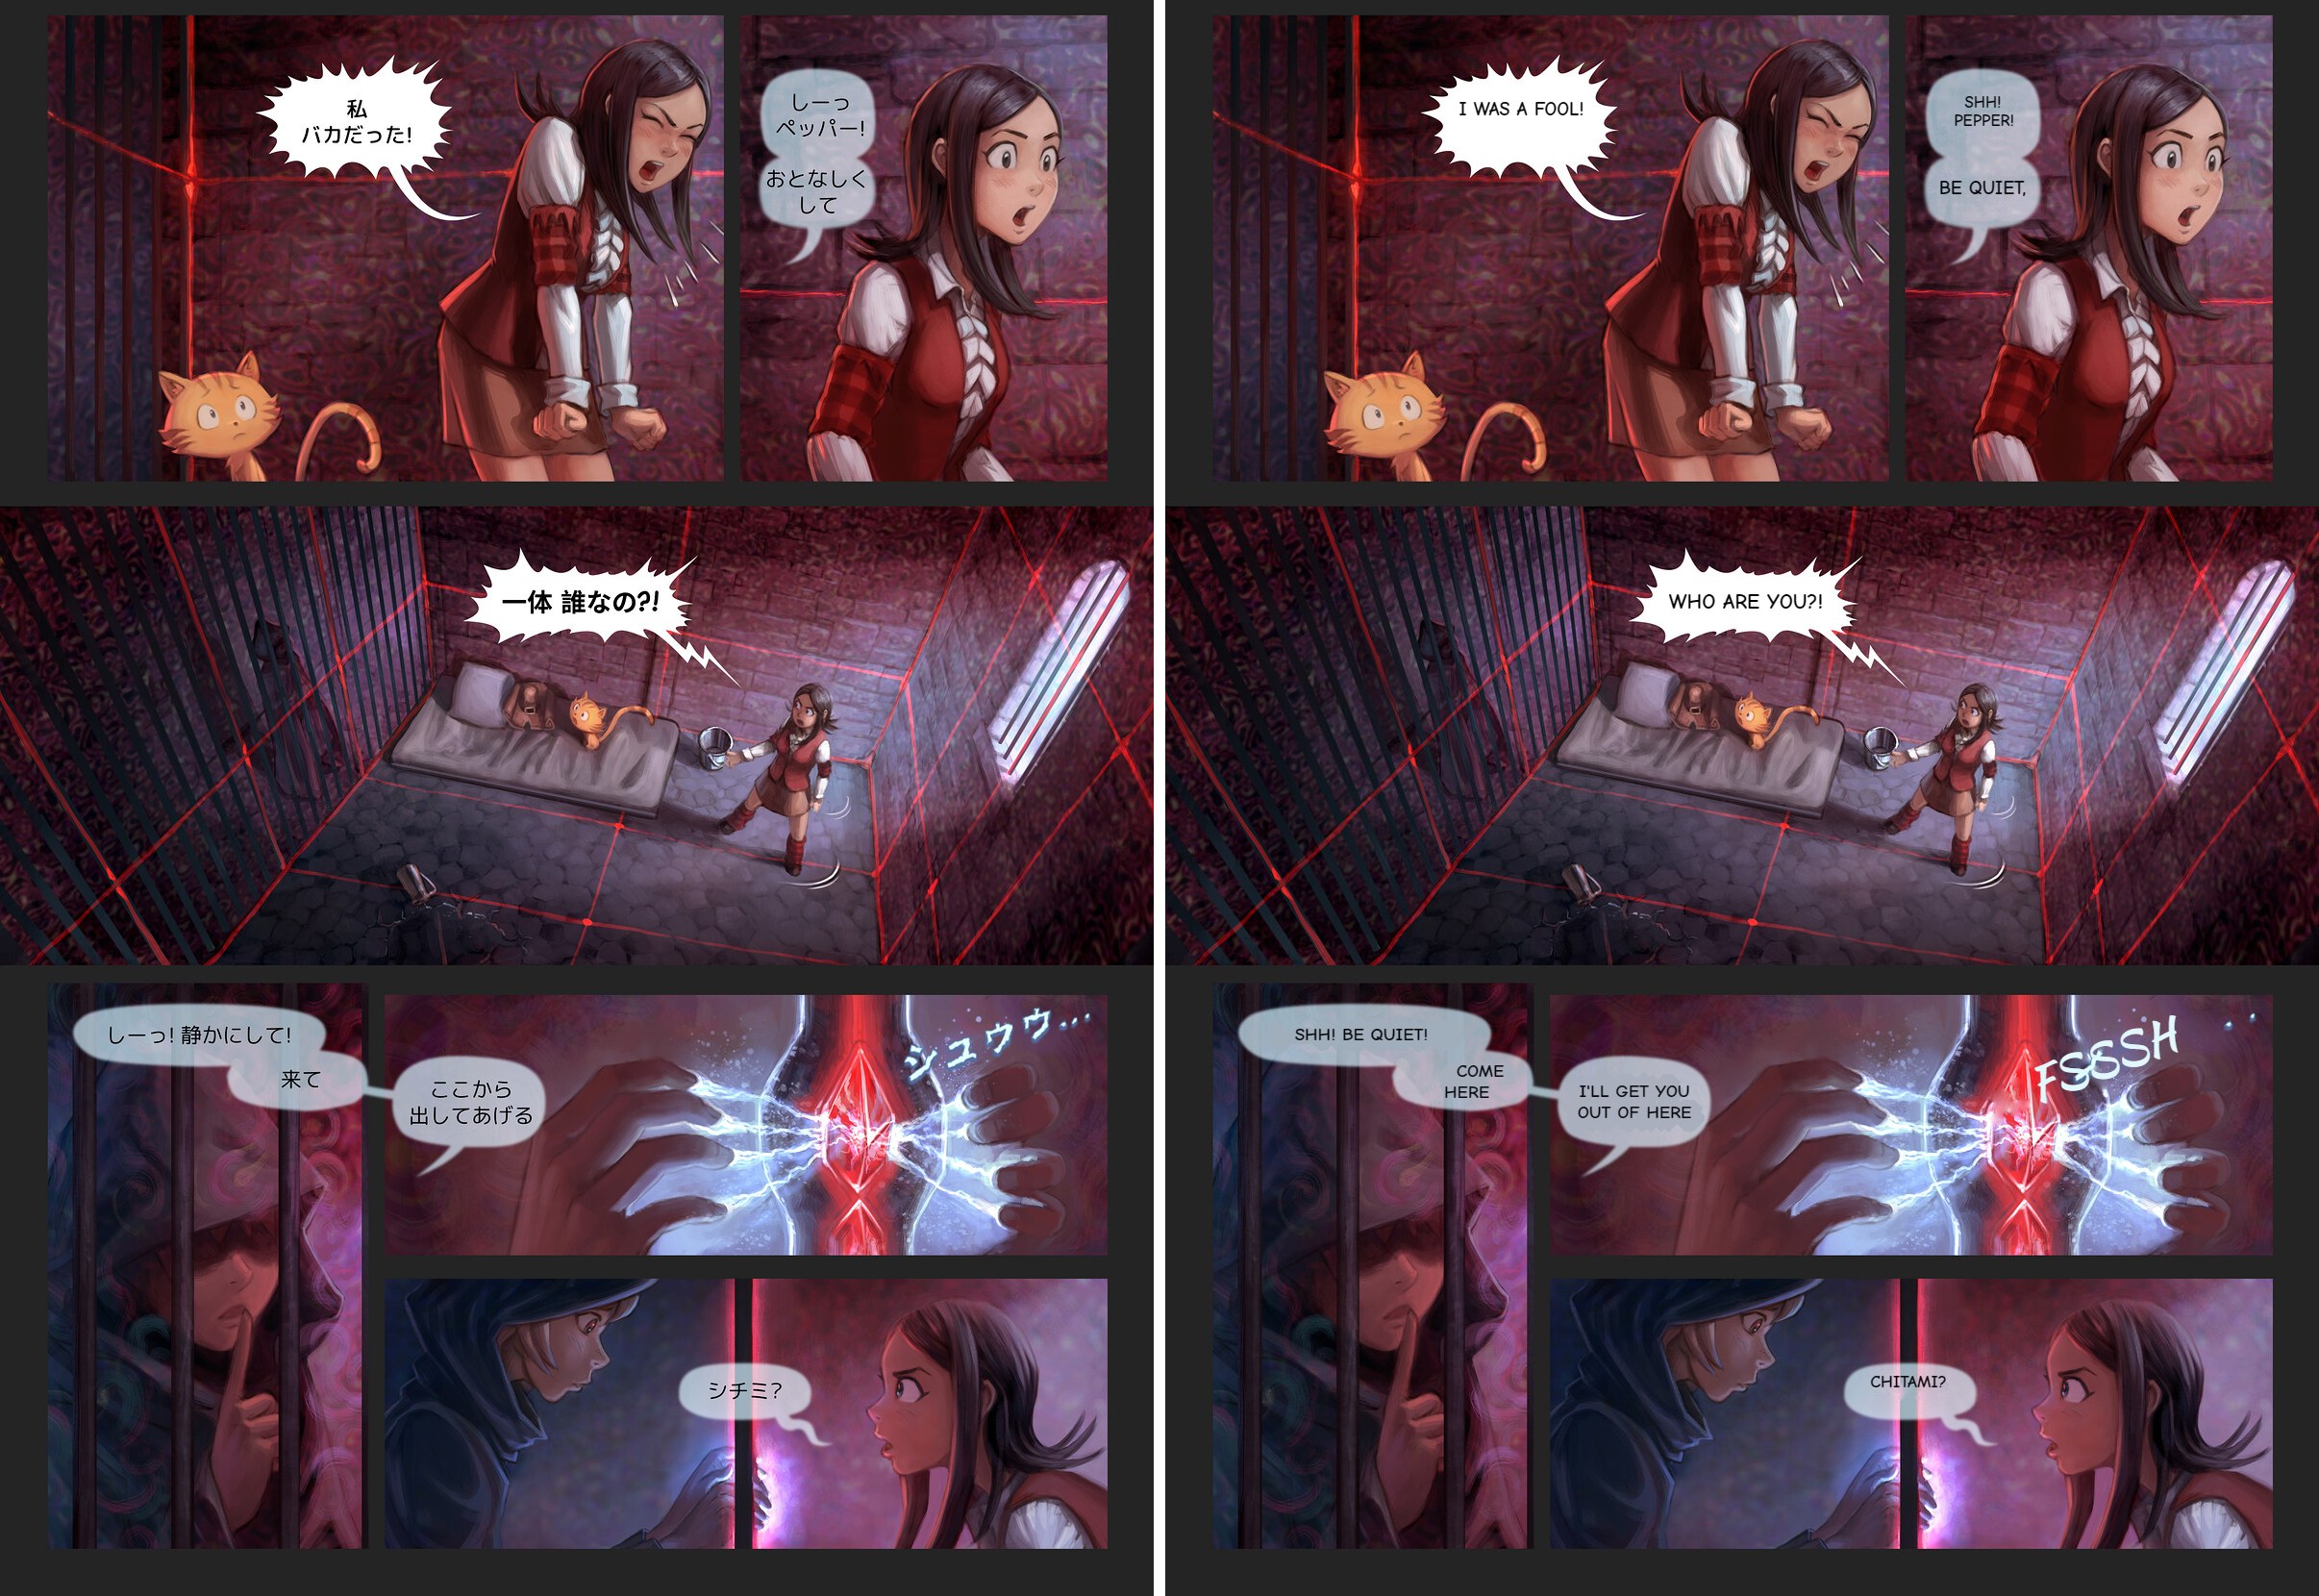 私
バカだった!
しーっ
ペッパー!
おとなしく
して
一体 誰なの?!
しーっ! 静かにして!
来て
ここから
出してあげる
シュウゥ...
シチミ?
I WAS A FOOL!
SHH!
PEPPER!
BE QUIET,
WHO ARE YOU?!
SHH! BE QUIET!
COME
HERE
I'LL GET YOU
OUT OF HERE
FSSSH
CHITAMI?